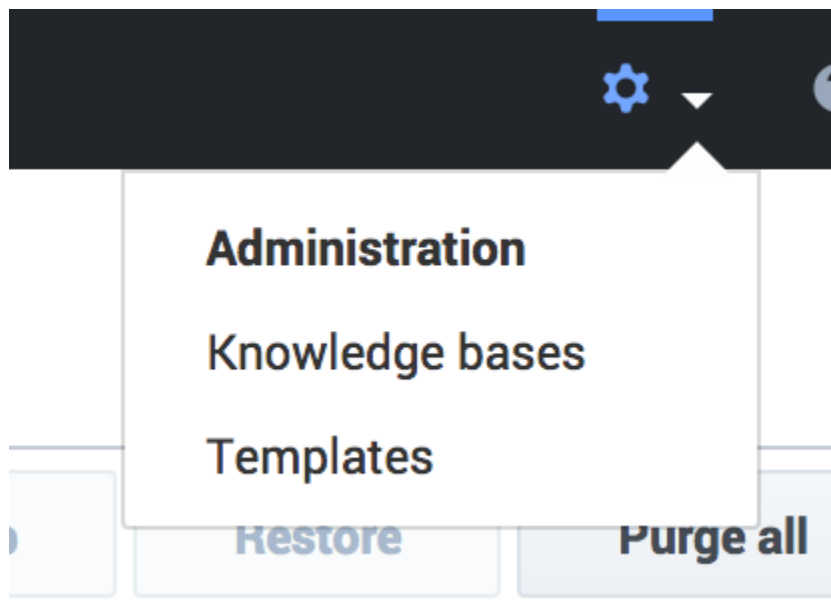 Administration
Knowledge bases
Templates
Restore
Purge all